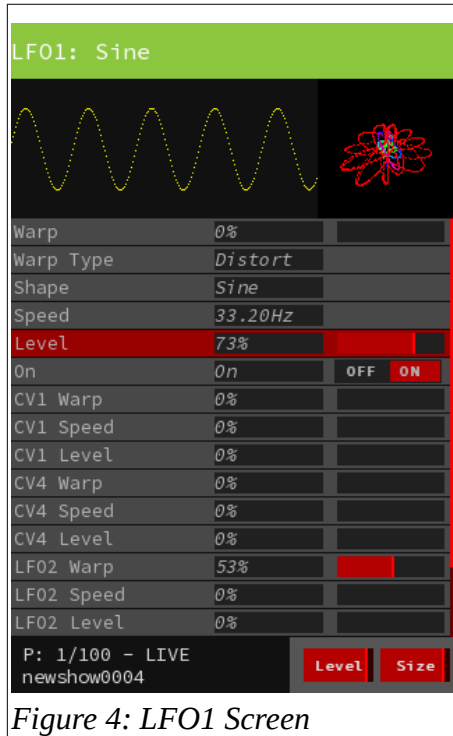 LFO1: Sine
Warp 0%
Warp Type Distort
Shape Sine
Speed 33.20Hz
Level 73%
On On OFF ON
CV1 Warp 0%
CV1 Speed 0%
CV1 Level 0%
CV4 Warp 0%
CV4 Speed 0%
CV4 Level 0%
LFO2 Warp 53%
LFO2 Speed 0%
LFO2 Level 0%
P: 1/100 - LIVE
newshow0004
Level Size
Figure 4: LFO1 Screen